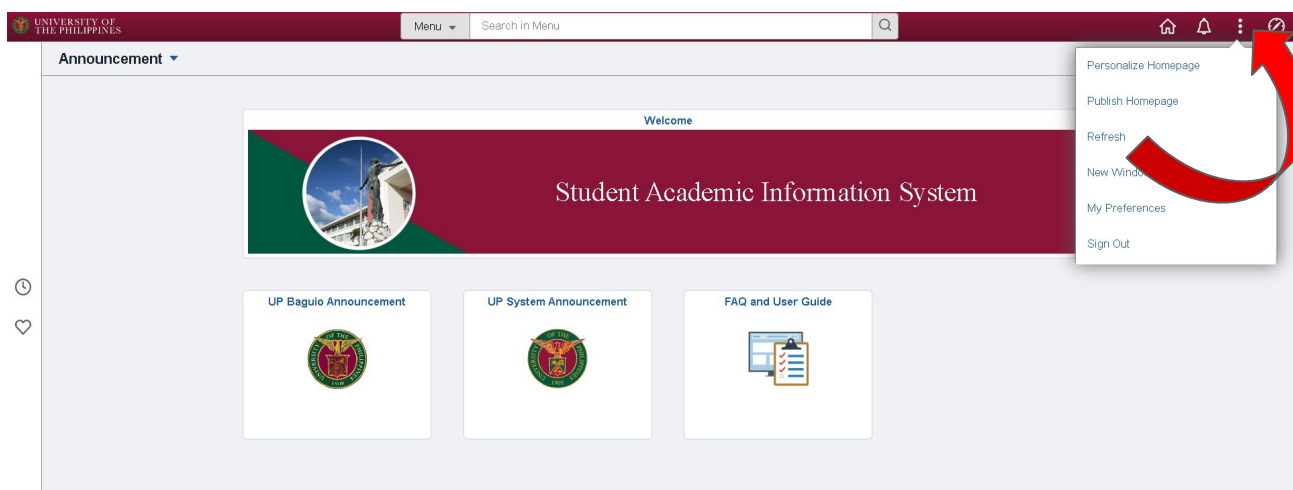 UNIVERSITY OF
THE PHILIPPINES
Menu
Search in Menu
Announcement
Personalize Homepage
Publish Homepage
Refresh
New Windo
My Preferences
Sign Out
Welcome
Student Academic Information System
UP Baguio Announcement
UP System Announcement
FAQ and User Guide